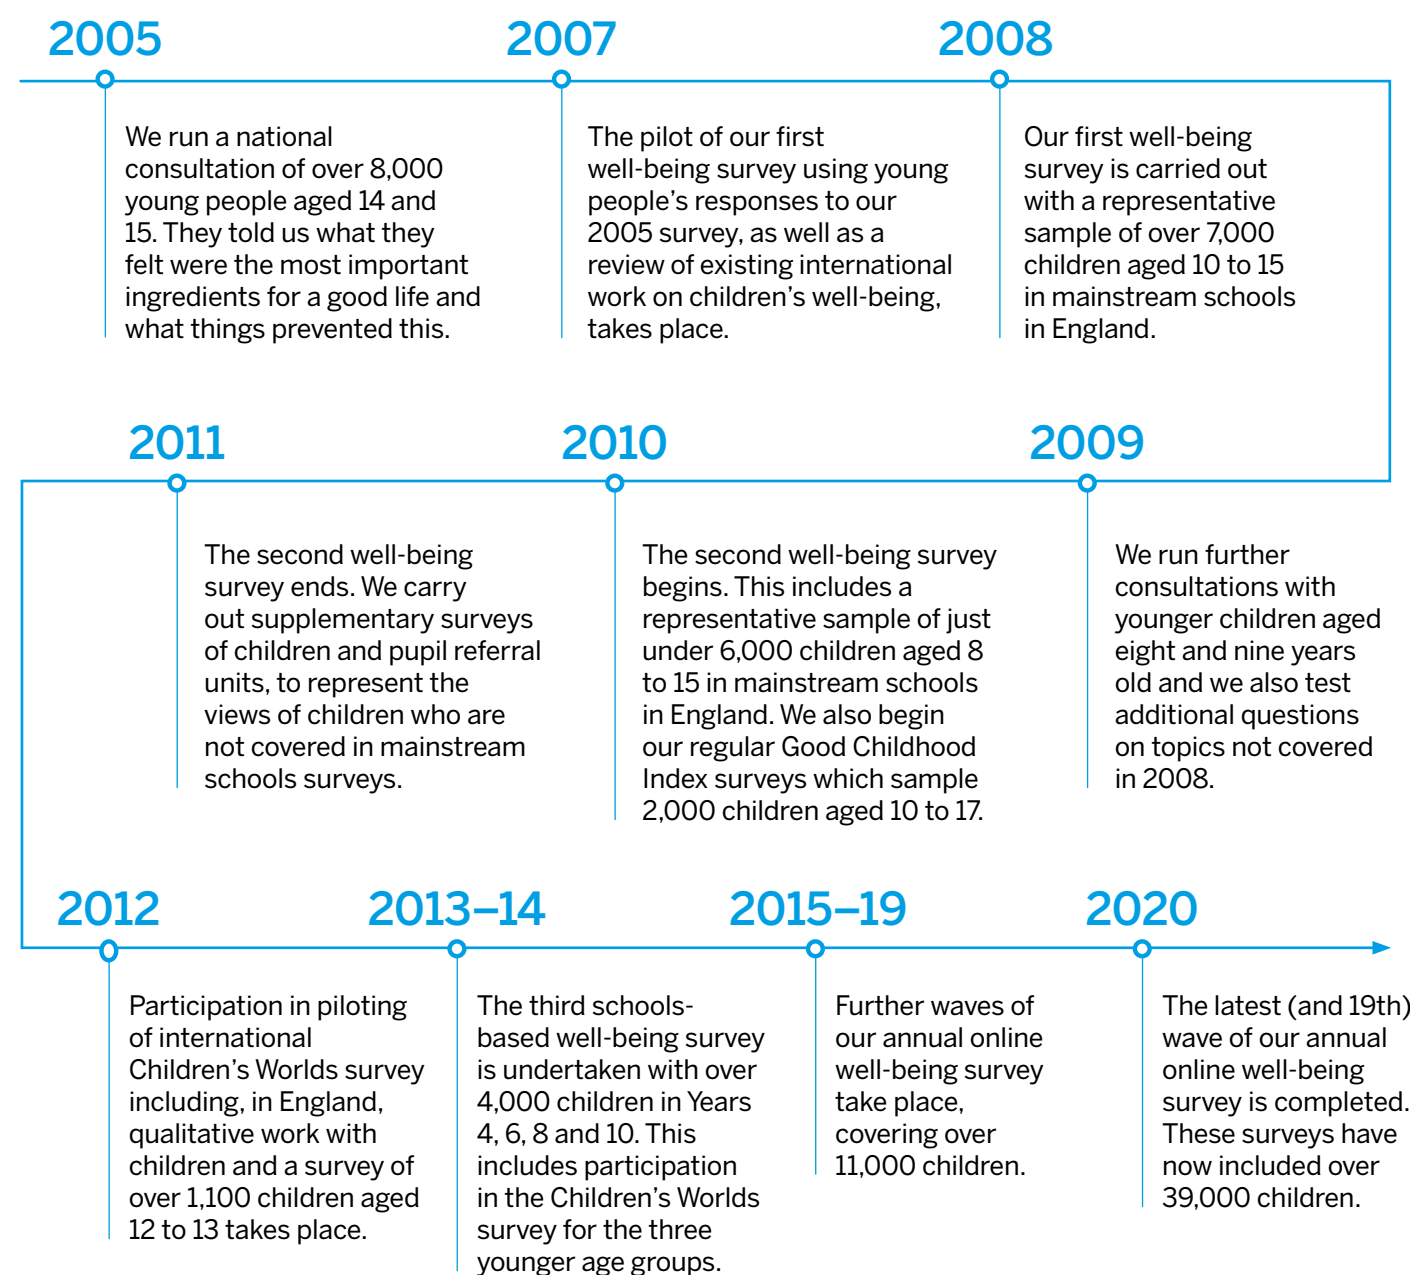 2005
We run a national
consultation of over 8,000
young people aged 14 and
15. They told us what they
felt were the most important
ingredients for a good life and
what things prevented this.
2007
The pilot of our first
well-being survey using young
people’s responses to our
2005 survey, as well as a
review of existing international
work on children’s well-being,
takes place.
2008
Our first well-being
survey is carried out
with a representative
sample of over 7,000
children aged 10 to 15
in mainstream schools
in England.
2009
We run further
consultations with
younger children aged
eight and nine years
old and we also test
additional questions
on topics not covered
in 2008.
2010
The second well-being survey
begins. This includes a
representative sample of just
under 6,000 children aged 8
to 15 in mainstream schools
in England. We also begin
our regular Good Childhood
Index surveys which sample
2,000 children aged 10 to 17.
2011
The second well-being
survey ends. We carry
out supplementary surveys
of children and pupil referral
units, to represent the
views of children who are
not covered in mainstream
schools surveys.
2012
Participation in piloting
of international
Children’s Worlds survey
including, in England,
qualitative work with
children and a survey of
over 1,100 children aged
12 to 13 takes place.
2013–14
The third schools-
based well-being survey
is undertaken with over
4,000 children in Years
4, 6, 8 and 10. This
includes participation
in the Children’s Worlds
survey for the three
younger age groups.
2015–19
Further waves of
our annual online
well-being survey
take place,
covering over
11,000 children.
2020
The latest (and 19th)
wave of our annual
online well-being
survey is completed.
These surveys have
now included over
39,000 children.